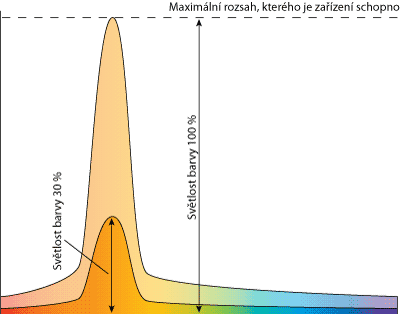 Maximální rozsah, kterého je zařízení schopno
Světlost barvy 30 %
Světlost barvy 100 %